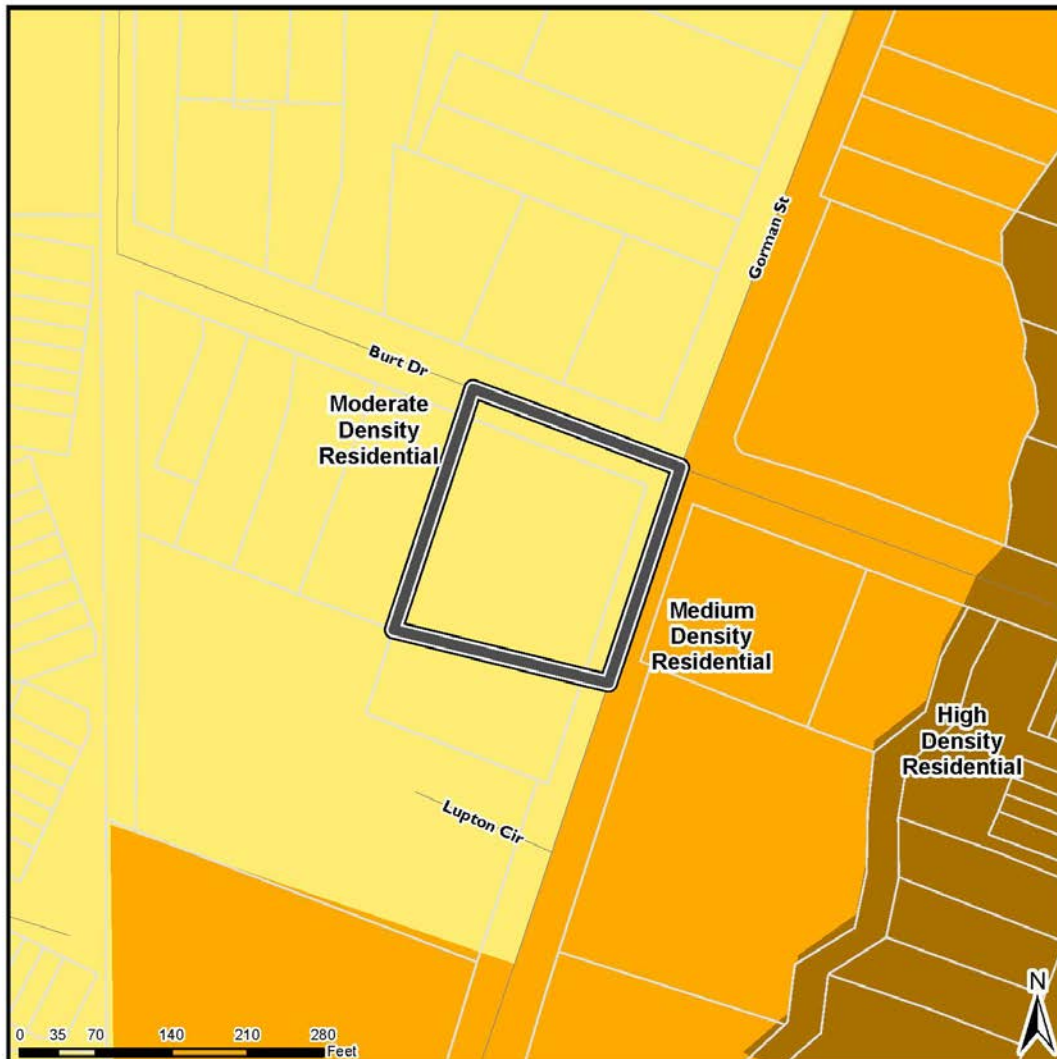 Gorman St
Burt Dr
Moderate
Density
Residential
Medium
Density
Residential
High
Density
Residential
Lupton Cir
N
0 35 70 140 210 280
Feet